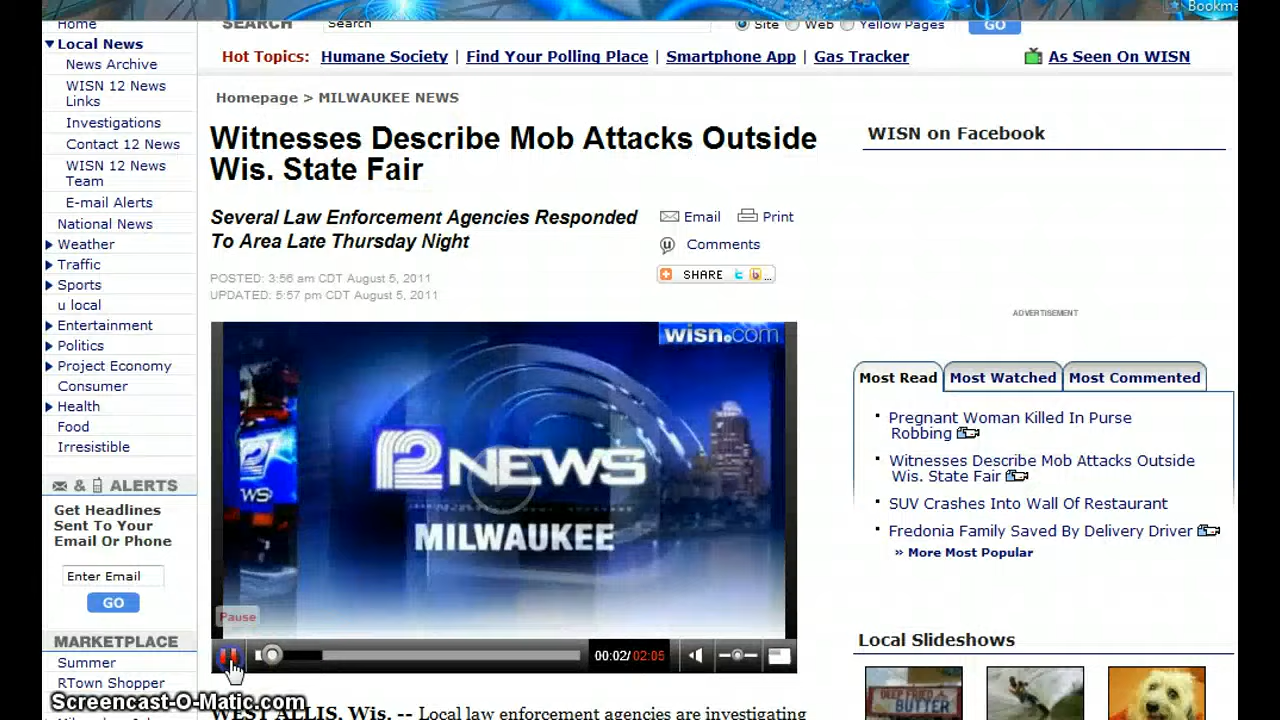 Bookma
Home
SEARCH
Search
Site
Web
Yellow Pages
GO
Local News
News Archive
WISN 12 News
Links
Investigations
Contact 12 News
WISN 12 News
Team
E-mail Alerts
National News
Weather
Traffic
Sports
u local
Entertainment
Politics
Project Economy
Consumer
Health
Food
Irresistible
& ALERTS
Get Headlines
Sent To Your
Email Or Phone
Enter Email
GO
MARKETPLACE
Summer
RTown Shopper
Screencast-O-Matic.com
Hot Topics: Humane Society | Find Your Polling Place | Smartphone App | Gas Tracker
As Seen On WISN
Homepage > MILWAUKEE NEWS
Witnesses Describe Mob Attacks Outside
Wis. State Fair
Several Law Enforcement Agencies Responded
To Area Late Thursday Night
Email
Print
Comments
SHARE
POSTED: 3:56 am CDT August 5, 2011
UPDATED: 5:57 pm CDT August 5, 2011
wisn.com
12 NEWS
MILWAUKEE
WS
Pause
00:02/02:05
WEST ALLIS, Wis. -- Local law enforcement agencies are investigating
WISN on Facebook
ADVERTISEMENT
Most Read
Most Watched
Most Commented
Pregnant Woman Killed In Purse
Robbing
Witnesses Describe Mob Attacks Outside
Wis. State Fair
SUV Crashes Into Wall Of Restaurant
Fredonia Family Saved By Delivery Driver
» More Most Popular
Local Slideshows
DEEP FRIED
BUTTER